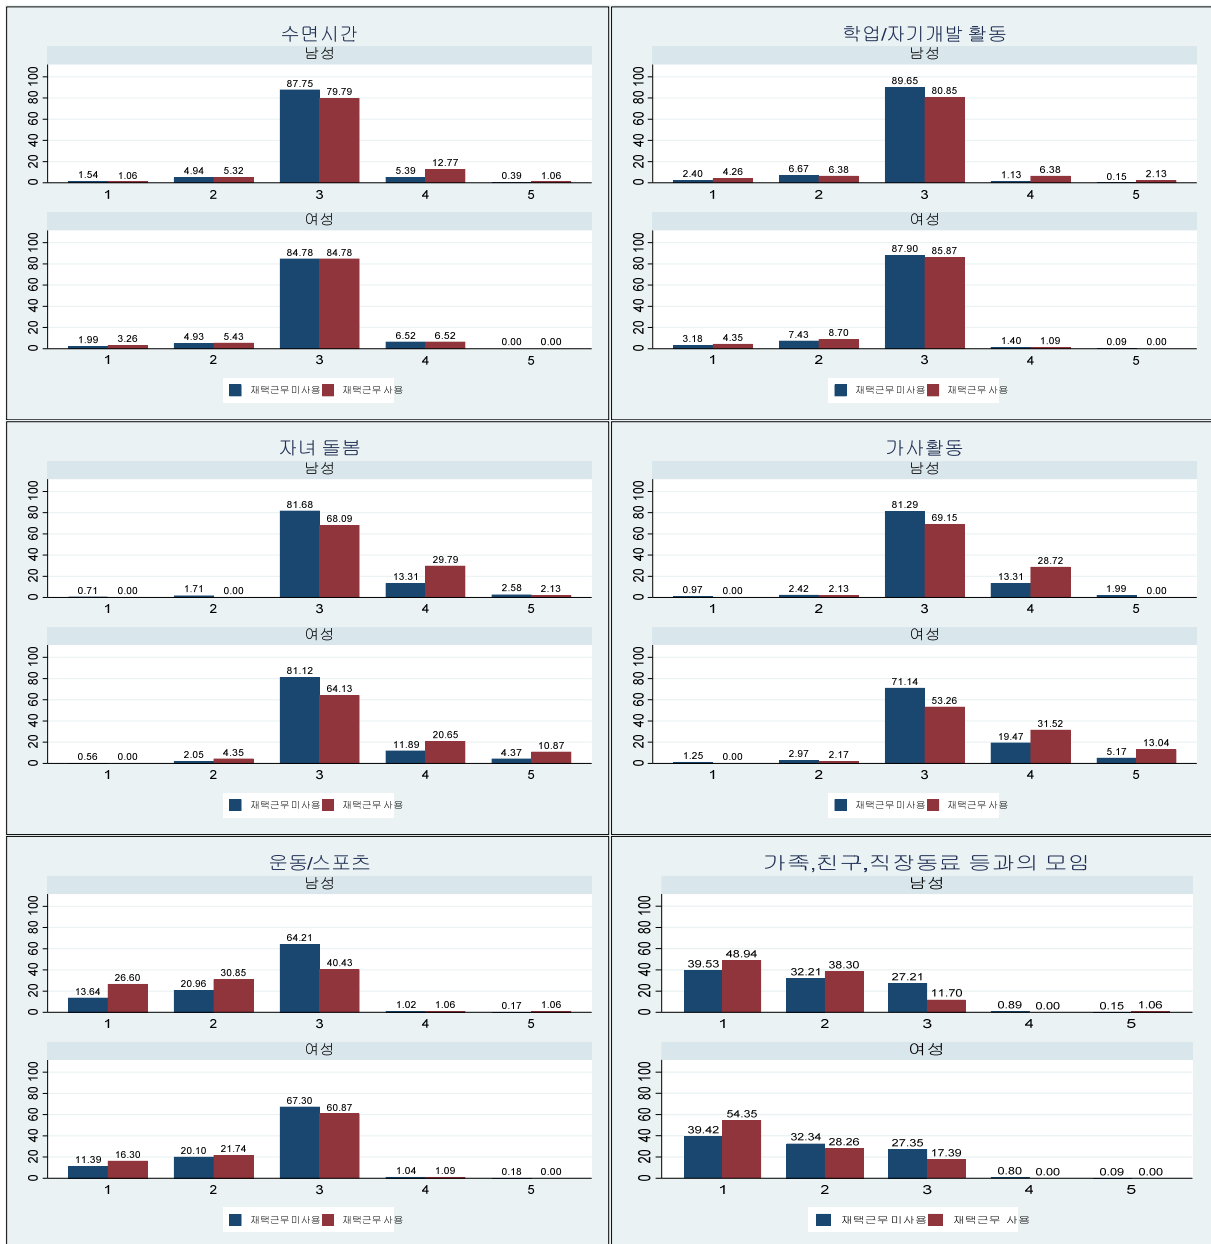 수면시간
남성
100
80
60
40
20
0
1.54 1.06 4.94 5.32 87.75 79.79 5.39 12.77 0.39 1.06
1 2 3 4 5
여성
100
80
60
40
20
0
1.99 3.26 4.93 5.43 84.78 84.78 6.52 6.52 0.00 0.00
1 2 3 4 5
재택근무미사용 재택근무사용
학업/자기개발 활동
남성
100
80
60
40
20
0
2.40 4.26 6.67 6.38 89.65 80.85 1.13 6.38 0.15 2.13
1 2 3 4 5
여성
100
80
60
40
20
0
3.18 4.35 7.43 8.70 87.90 85.87 1.40 1.09 0.09 0.00
1 2 3 4 5
재택근무미사용 재택근무사용
자녀 돌봄
남성
100
80
60
40
20
0
0.71 0.00 1.71 0.00 81.68 68.09 13.31 29.79 2.58 2.13
1 2 3 4 5
여성
100
80
60
40
20
0
0.56 0.00 2.05 4.35 81.12 64.13 11.89 20.65 4.37 10.87
1 2 3 4 5
재택근무미사용 재택근무사용
가사활동
남성
100
80
60
40
20
0
0.97 0.00 2.42 2.13 81.29 69.15 13.31 28.72 1.99 0.00
1 2 3 4 5
여성
100
80
60
40
20
0
1.25 0.00 2.97 2.17 71.14 53.26 19.47 31.52 5.17 13.04
1 2 3 4 5
재택근무미사용 재택근무사용
운동/스포츠
남성
100
80
60
40
20
0
13.64 26.60 20.96 30.85 64.21 40.43 1.02 1.06 0.17 1.06
1 2 3 4 5
여성
100
80
60
40
20
0
11.39 16.30 20.10 21.74 67.30 60.87 1.04 1.09 0.18 0.00
1 2 3 4 5
재택근무미사용 재택근무사용
가족,친구,직장동료 등과의 모임
남성
100
80
60
40
20
0
39.53 48.94 32.21 38.30 27.21 11.70 0.89 0.00 0.15 1.06
1 2 3 4 5
여성
100
80
60
40
20
0
39.42 54.35 32.34 28.26 27.35 17.39 0.80 0.00 0.09 0.00
1 2 3 4 5
재택근무미사용 재택근무 사용